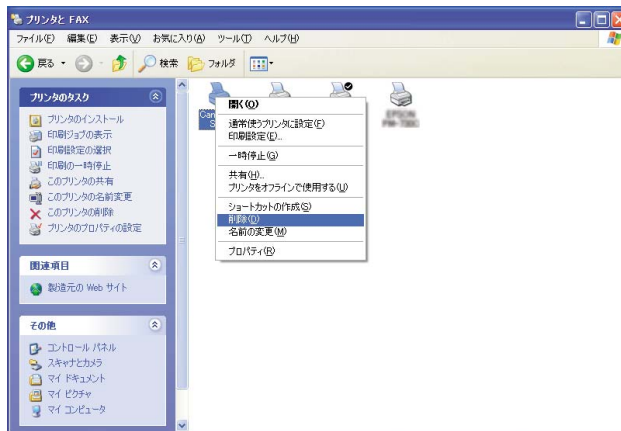 プリンタと FAX
ファイル(F) 編集(E) 表示(V) お気に入り(A) ツール(T) ヘルプ(H)
戻る 検索 フォルダ
プリンタのタスク
プリンタのインストール
印刷ジョブの表示
印刷設定の選択
印刷の一時停止
このプリンタの共有
このプリンタの名前変更
このプリンタの削除
プリンタのプロパティの設定
関連項目
製造元の Web サイト
その他
コントロール パネル
スキャナとカメラ
マイ ドキュメント
マイ ピクチャ
マイ コンピュータ
Can
S
開く(O)
通常使うプリンタに設定(F)
印刷設定(E)...
一時停止(G)
共有(H)...
プリンタをオフラインで使用する(U)
ショートカットの作成(S)
削除(D)
名前の変更(M)
プロパティ(R)
EPSON